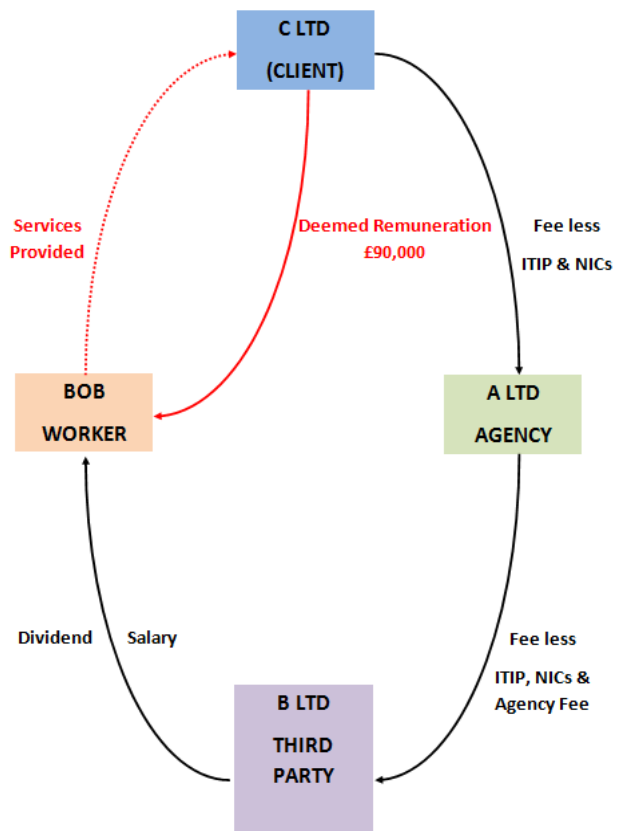 C LTD
(CLIENT)
Services
Provided
Deemed Remuneration
£90,000
Fee less
ITIP & NICs
BOB
WORKER
A LTD
AGENCY
Dividend
Salary
Fee less
ITIP, NICs &
Agency Fee
B LTD
THIRD
PARTY